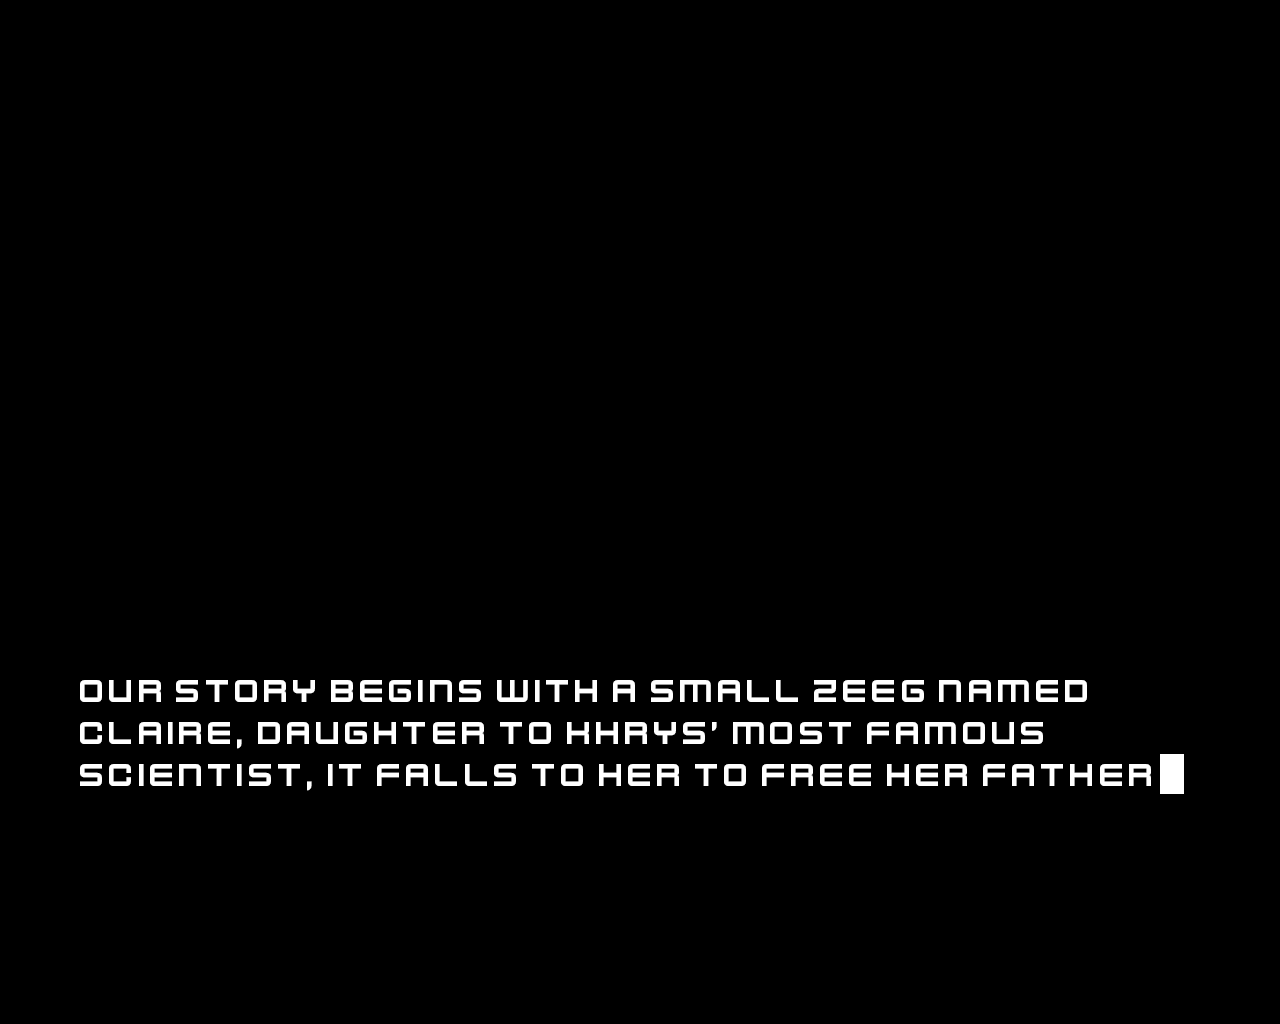 OUR STORY BEGINS WITH A SMALL ZEEG NAMED
CLAIRE, DAUGHTER TO KHRYS' MOST FAMOUS
SCIENTIST, IT FALLS TO HER TO FREE HER FATHER